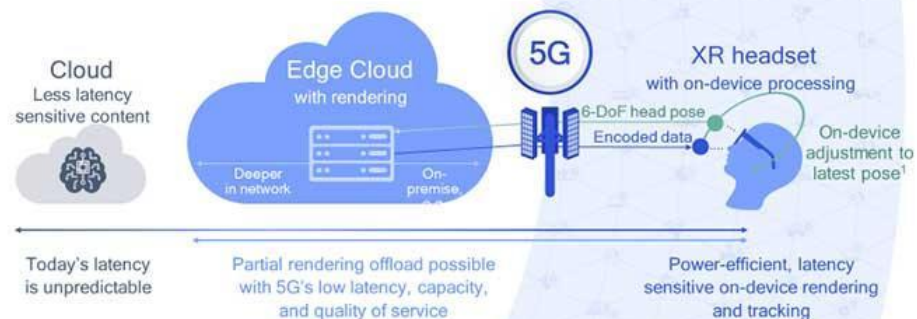 Cloud
Less latency
sensitive content
Edge Cloud
with rendering
Deeper
in network
On-
premise,
5G
XR headset
with on-device processing
6-DoF head pose
Encoded data
On-device
adjustment to
latest pose¹
Today's latency
is unpredictable
Partial rendering offload possible
with 5G's low latency, capacity,
and quality of service
Power-efficient, latency
sensitive on-device rendering
and tracking